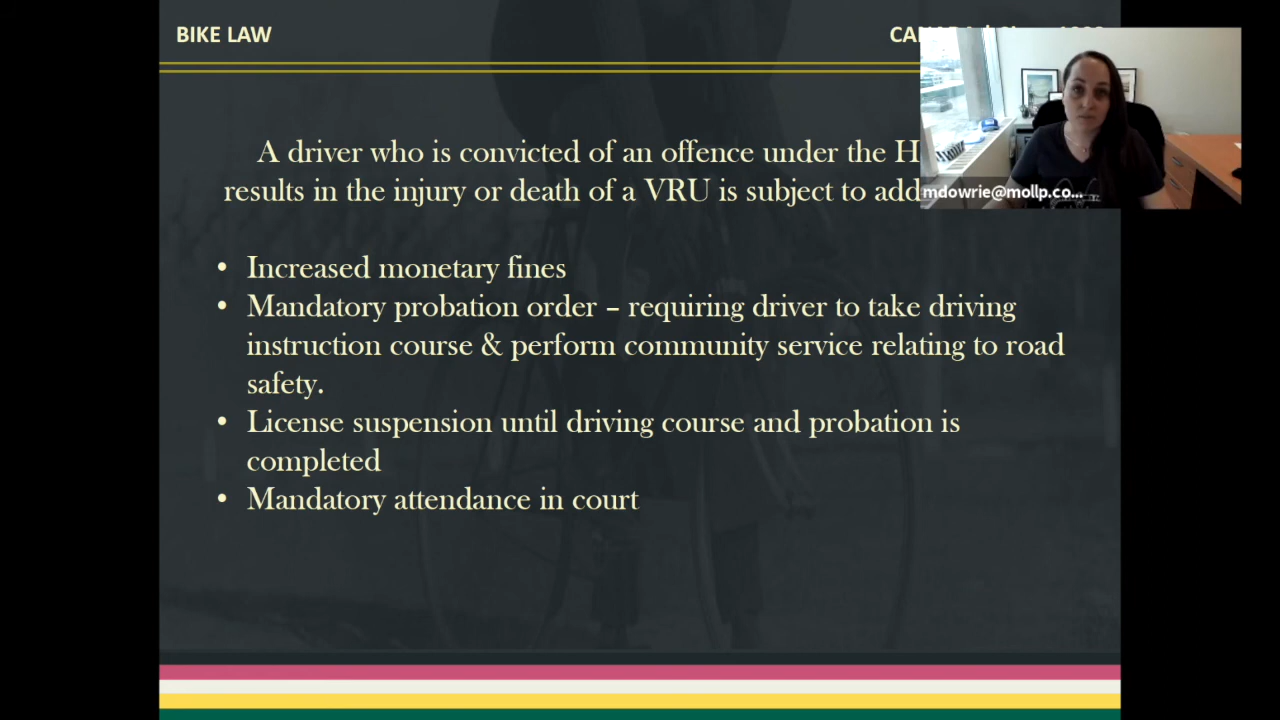 BIKE LAW
A driver who is convicted of an offence under the
results in the injury or death of a VRU is subject to
mdowrie@mollp.co...
• Increased monetary fines
• Mandatory probation order – requiring driver to take driving
instruction course & perform community service relating to road
safety.
• License suspension until driving course and probation is
completed
• Mandatory attendance in court